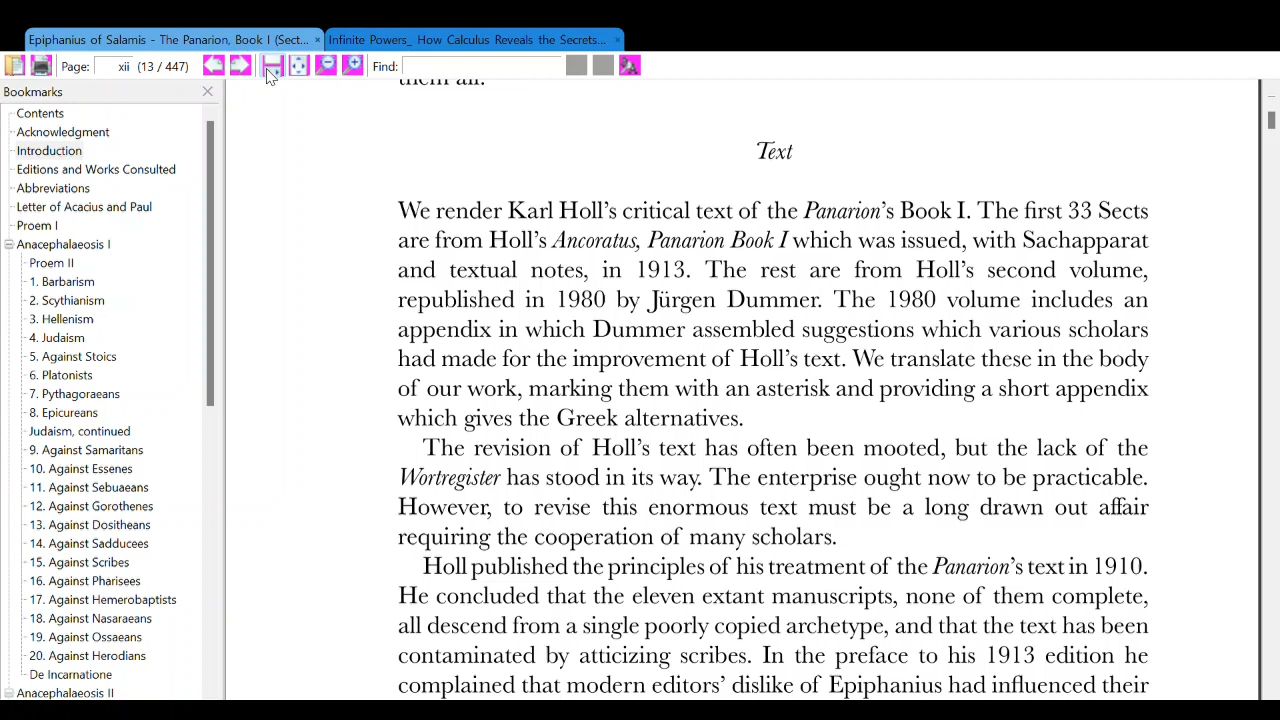 Epiphanius of Salamis - The Panarion, Book I (Sect... ×
Infinite Powers_ How Calculus Reveals the Secrets... ×
Page: xii (13 / 447) Find:
Bookmarks
Contents
Acknowledgment
Introduction
Editions and Works Consulted
Abbreviations
Letter of Acacius and Paul
Proem I
Anacephalaeosis I
Proem II
1. Barbarism
2. Scythianism
3. Hellenism
4. Judaism
5. Against Stoics
6. Platonists
7. Pythagoraeans
8. Epicureans
Judaism, continued
9. Against Samaritans
10. Against Essenes
11. Against Sebuaeans
12. Against Gorothenes
13. Against Dositheans
14. Against Sadducees
15. Against Scribes
16. Against Pharisees
17. Against Hemerobaptists
18. Against Nasaraeans
19. Against Ossaeans
20. Against Herodians
De Incarnatone
Anacephalaeosis II
them all.
Text
We render Karl Holl’s critical text of the Panarion’s Book I. The first 33 Sects
are from Holl’s Ancoratus, Panarion Book I which was issued, with Sachapparat
and textual notes, in 1913. The rest are from Holl’s second volume,
republished in 1980 by Jürgen Dummer. The 1980 volume includes an
appendix in which Dummer assembled suggestions which various scholars
had made for the improvement of Holl’s text. We translate these in the body
of our work, marking them with an asterisk and providing a short appendix
which gives the Greek alternatives.
The revision of Holl’s text has often been mooted, but the lack of the
Wortregister has stood in its way. The enterprise ought now to be practicable.
However, to revise this enormous text must be a long drawn out affair
requiring the cooperation of many scholars.
Holl published the principles of his treatment of the Panarion’s text in 1910.
He concluded that the eleven extant manuscripts, none of them complete,
all descend from a single poorly copied archetype, and that the text has been
contaminated by atticizing scribes. In the preface to his 1913 edition he
complained that modern editors’ dislike of Epiphanius had influenced their